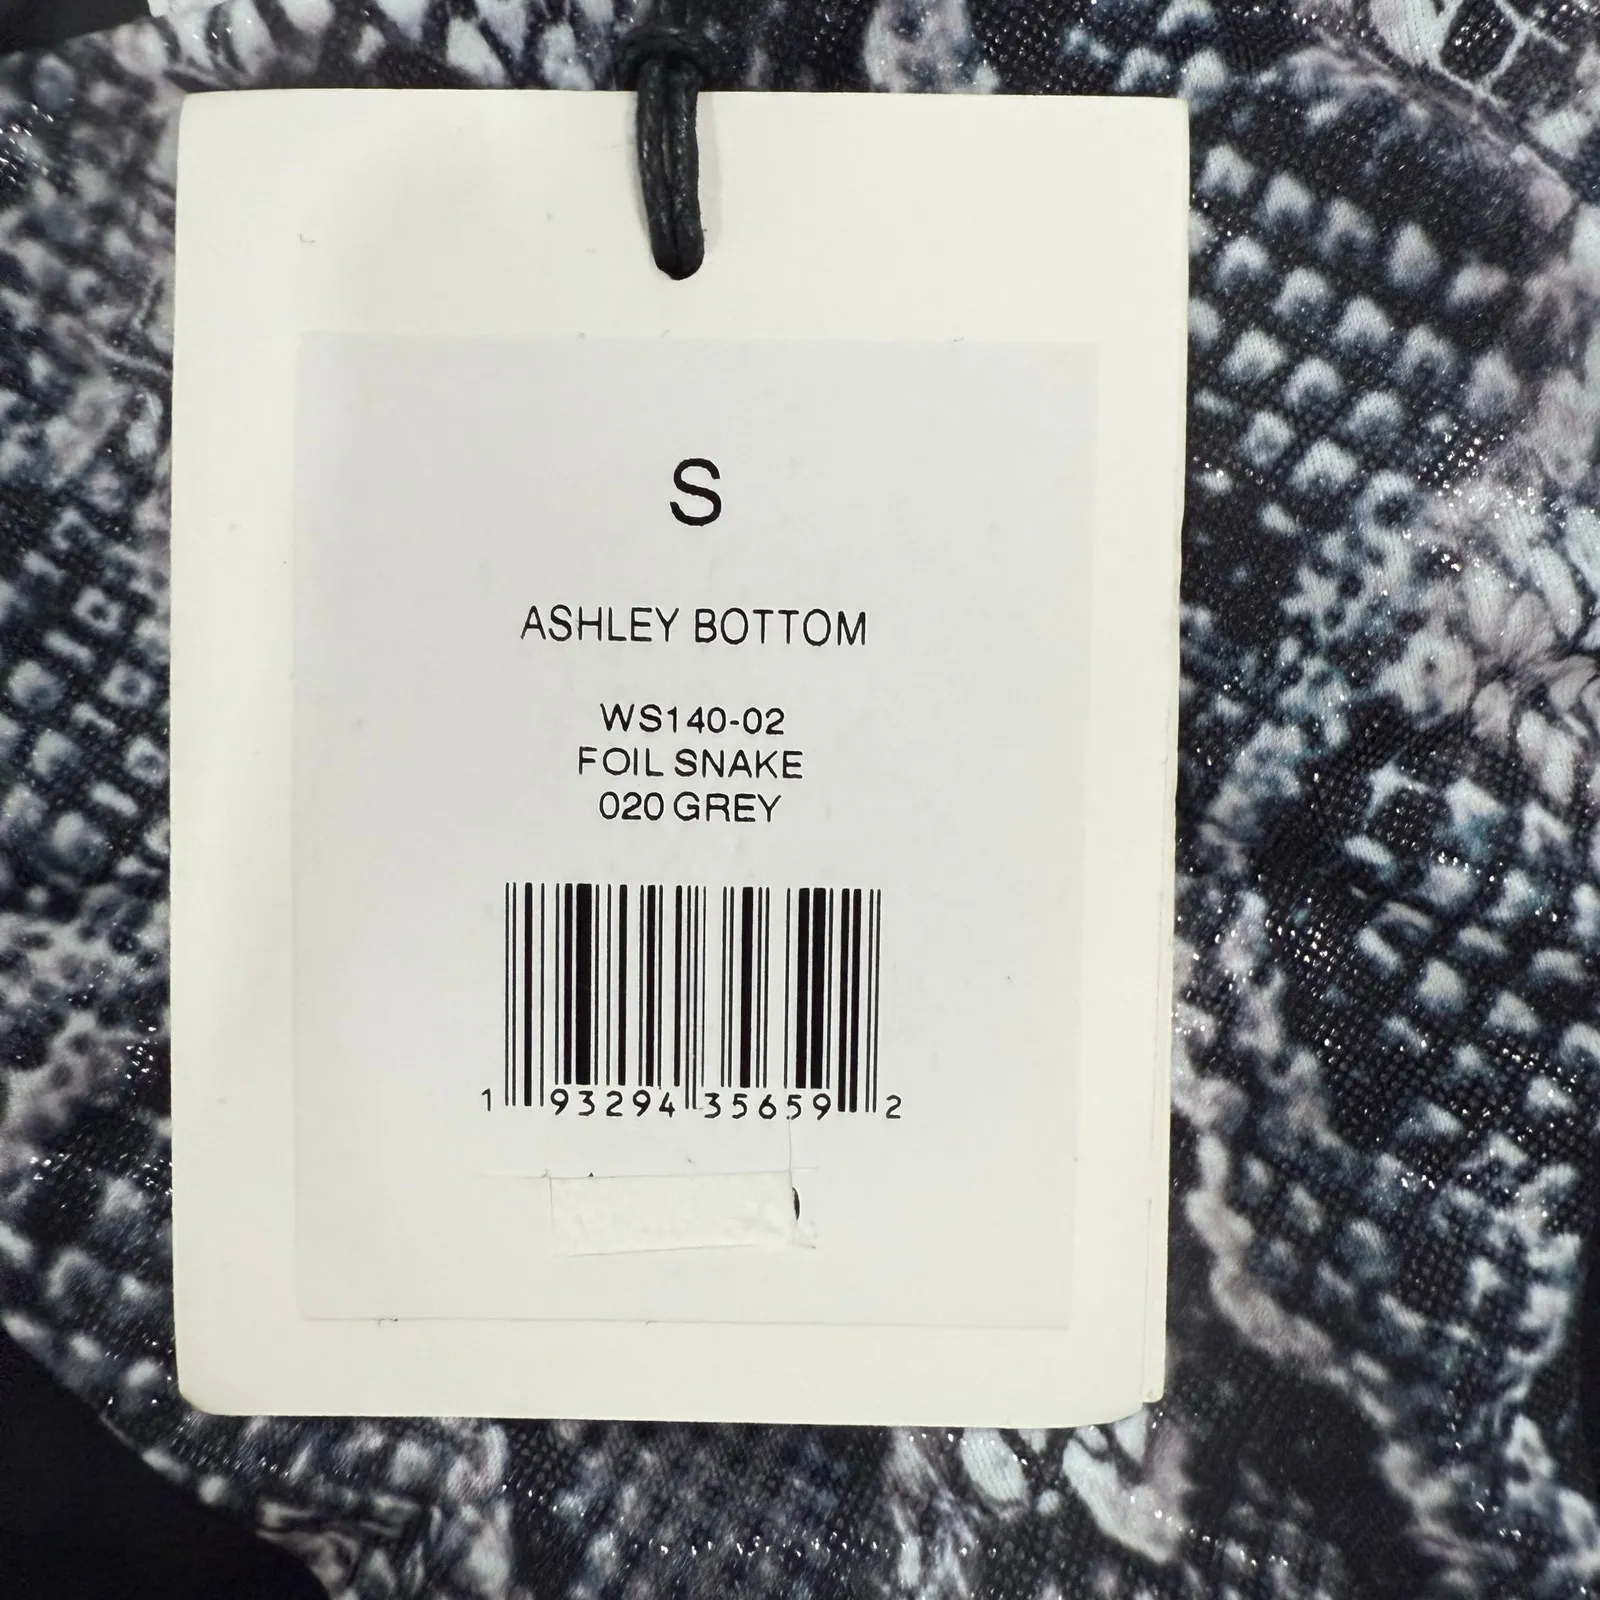 S
ASHLEY BOTTOM
WS140-02
FOIL SNAKE
020 GREY
1 93294 35659 2